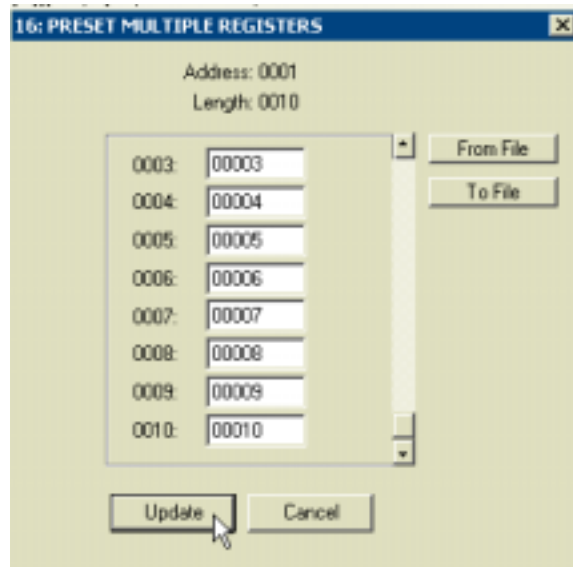 16: PRESET MULTIPLE REGISTERS
Address: 0001
Length: 0010
From File
To File
0003: 00003
0004: 00004
0005: 00005
0006: 00006
0007: 00007
0008: 00008
0009: 00009
0010: 00010
Update Cancel